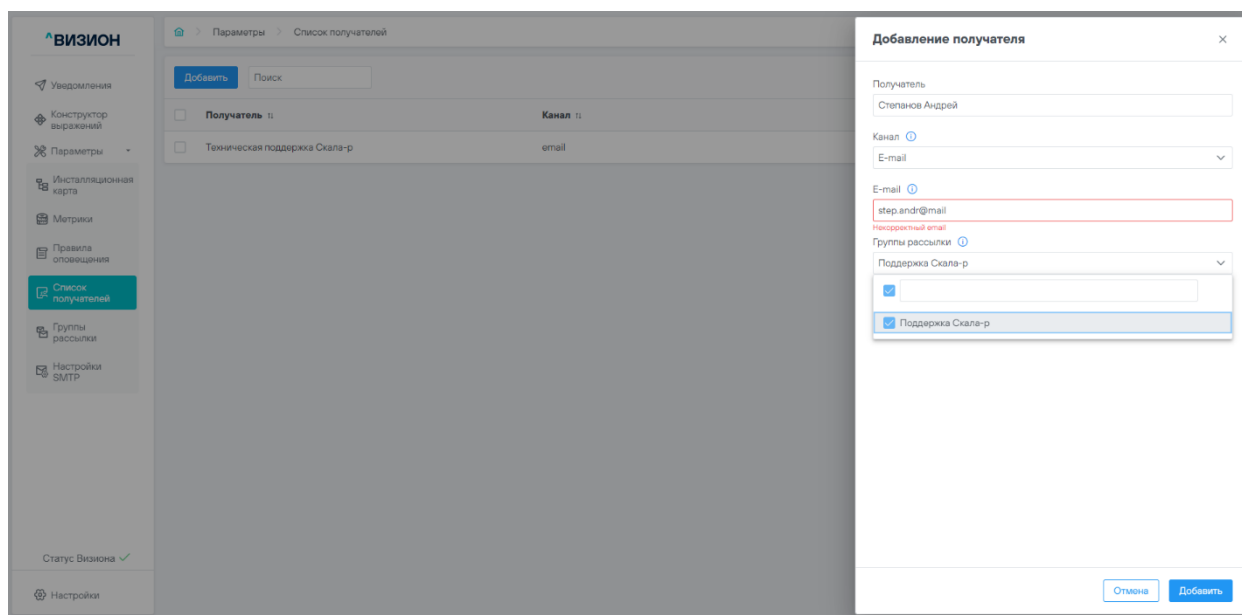 ^ВИЗИОН
Уведомления
Конструктор
выражений
Параметры
Инсталляционная
карта
Метрики
Правила
оповещения
Список
получателей
Группы
рассылки
Настройки
SMTP
Статус Визиона
Настройки
Параметры > Список получателей
Добавить Поиск
Получатель Канал
Техническая поддержка Скала-р email
Добавление получателя
Получатель
Степанов Андрей
Канал
E-mail
E-mail
step.andr@mail
Некорректный email
Группы рассылки
Поддержка Скала-р
Поддержка Скала-р
Отмена Добавить